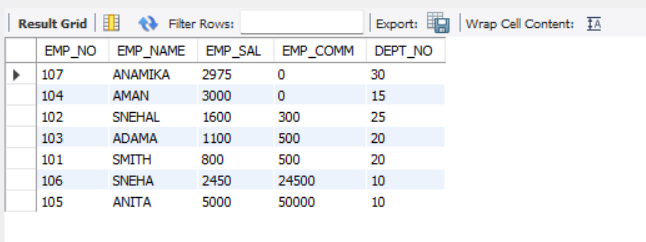 Result Grid Filter Rows: Export: Wrap Cell Content:
EMP_NO EMP_NAME EMP_SAL EMP_COMM DEPT_NO
107 ANAMIKA 2975 0 30
104 AMAN 3000 0 15
102 SNEHAL 1600 300 25
103 ADAMA 1100 500 20
101 SMITH 800 500 20
106 SNEHA 2450 24500 10
105 ANITA 5000 50000 10